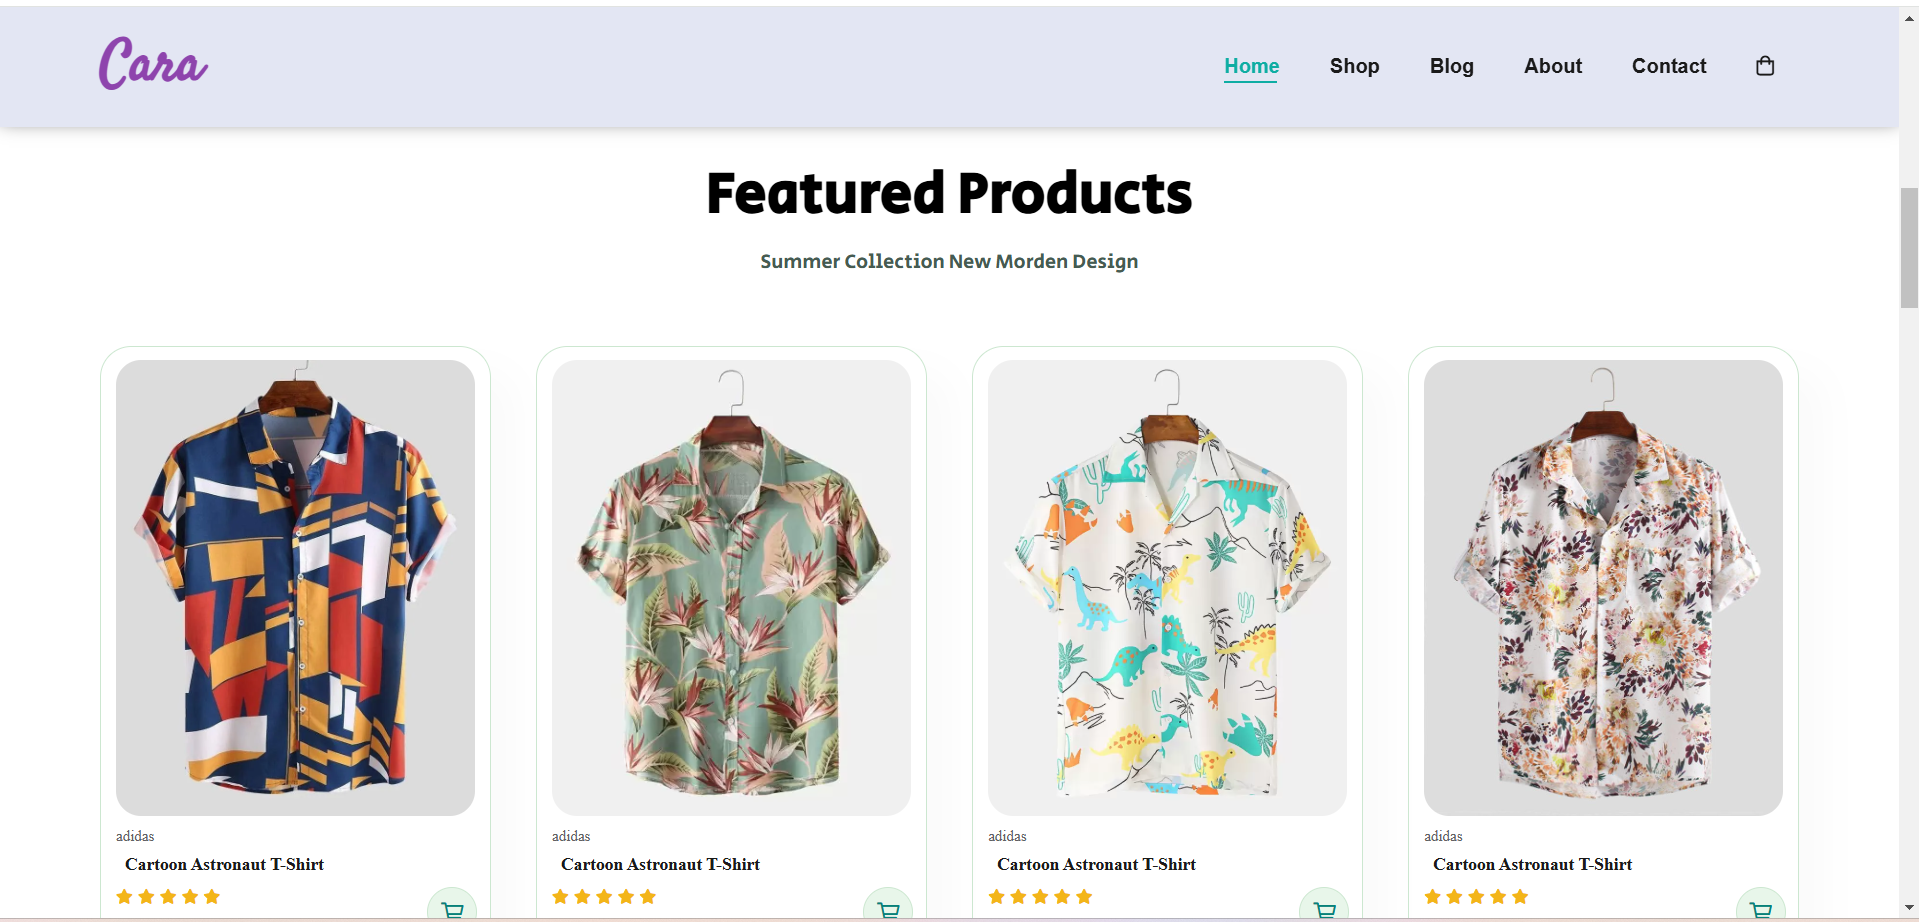 Cara
Home Shop Blog About Contact
Featured Products
Summer Collection New Morden Design
adidas adidas adidas adidas
Cartoon Astronaut T-Shirt Cartoon Astronaut T-Shirt Cartoon Astronaut T-Shirt Cartoon Astronaut T-Shirt